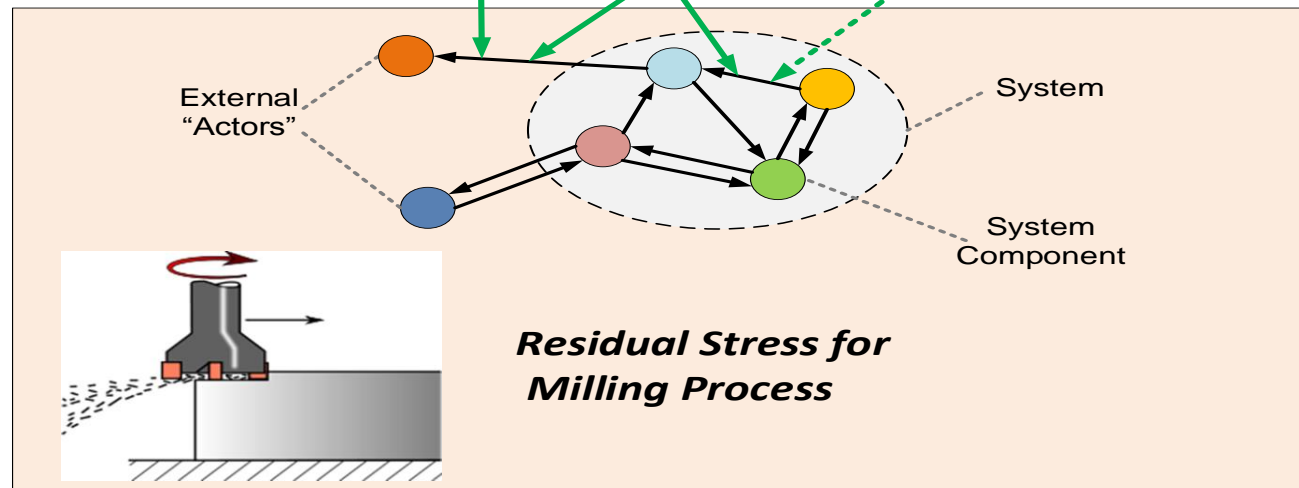 External
“Actors”
System
System
Component
Residual Stress for
Milling Process